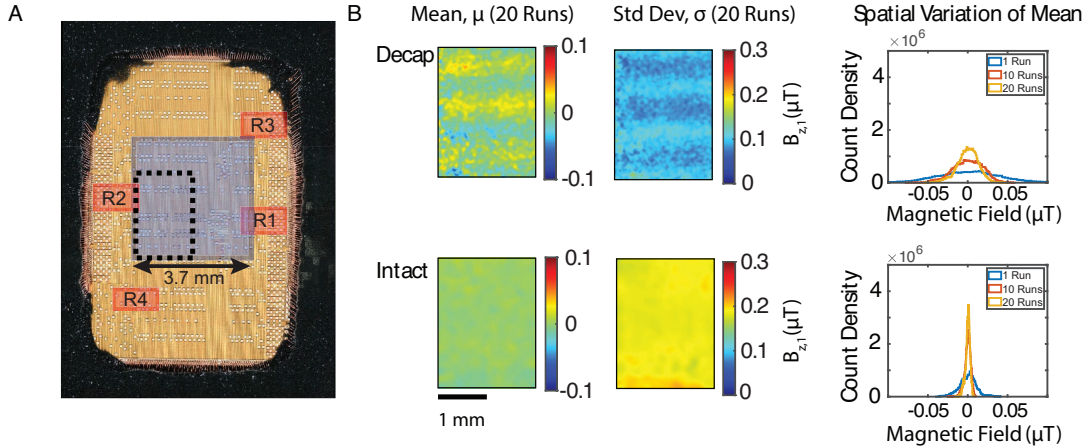 A
R3
R2
R1
3.7 mm
R4
B
Mean, μ (20 Runs)
Std Dev, σ (20 Runs)
Spatial Variation of Mean
Decap
0.1
0
-0.1
0.3
0.2
0.1
0
B_z,1 (μT)
×10^6
4
2
0
Count Density
1 Run
10 Runs
20 Runs
-0.05
0
0.05
Magnetic Field (μT)
Intact
0.1
0
-0.1
0.3
0.2
0.1
0
B_z,1 (μT)
×10^6
4
2
0
Count Density
1 Run
10 Runs
20 Runs
-0.05
0
0.05
Magnetic Field (μT)
1 mm